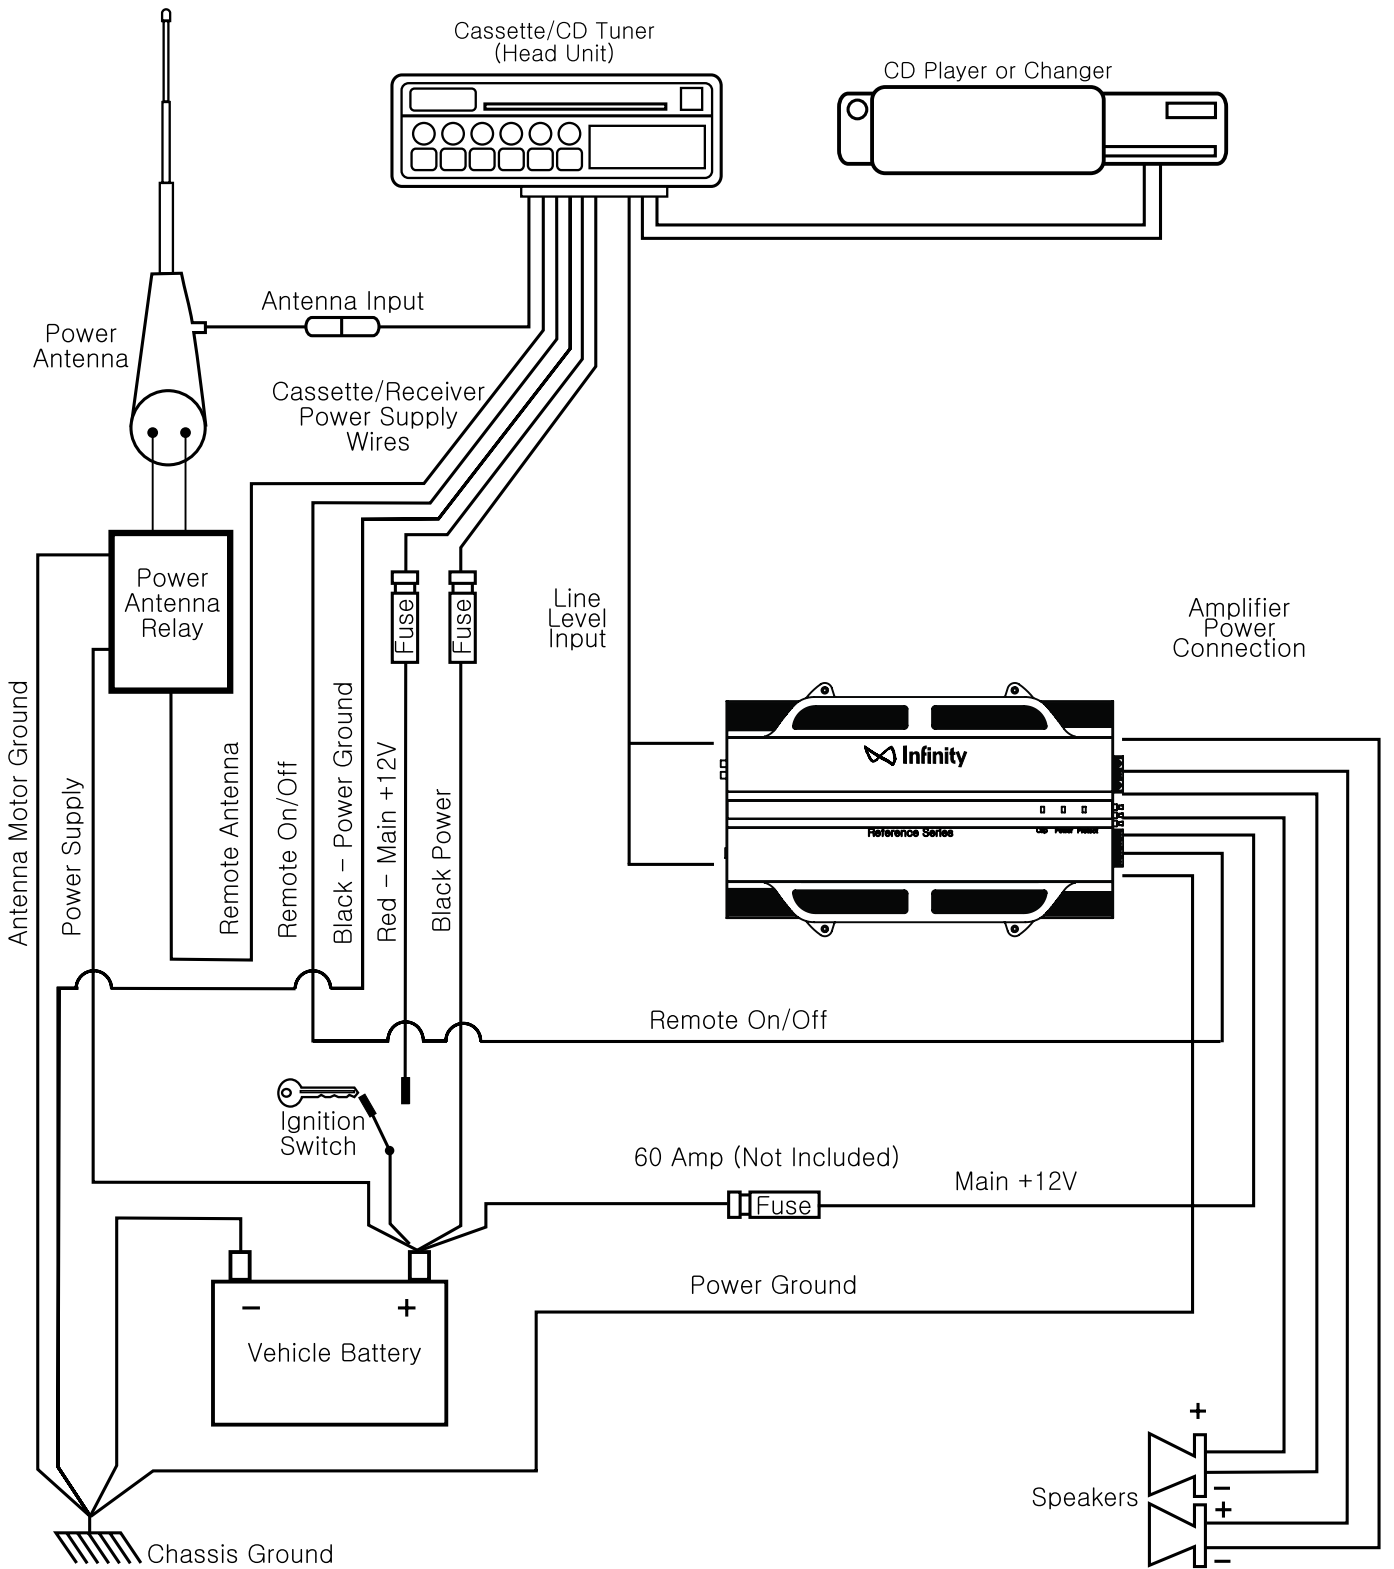 Cassette/CD Tuner
(Head Unit)
CD Player or Changer
Antenna Input
Power
Antenna
Cassette/Receiver
Power Supply
Wires
Power
Antenna
Relay
Fuse
Fuse
Line
Level
Input
Amplifier
Power
Connection
Antenna Motor Ground
Power Supply
Remote Antenna
Remote On/Off
Black – Power Ground
Red – Main +12V
Black Power
Infinity
Reference Series
Clip Power Protect
Remote On/Off
Ignition
Switch
60 Amp (Not Included)
Fuse
Main +12V
Power Ground
– +
Vehicle Battery
+
Speakers
–
+
–
Chassis Ground